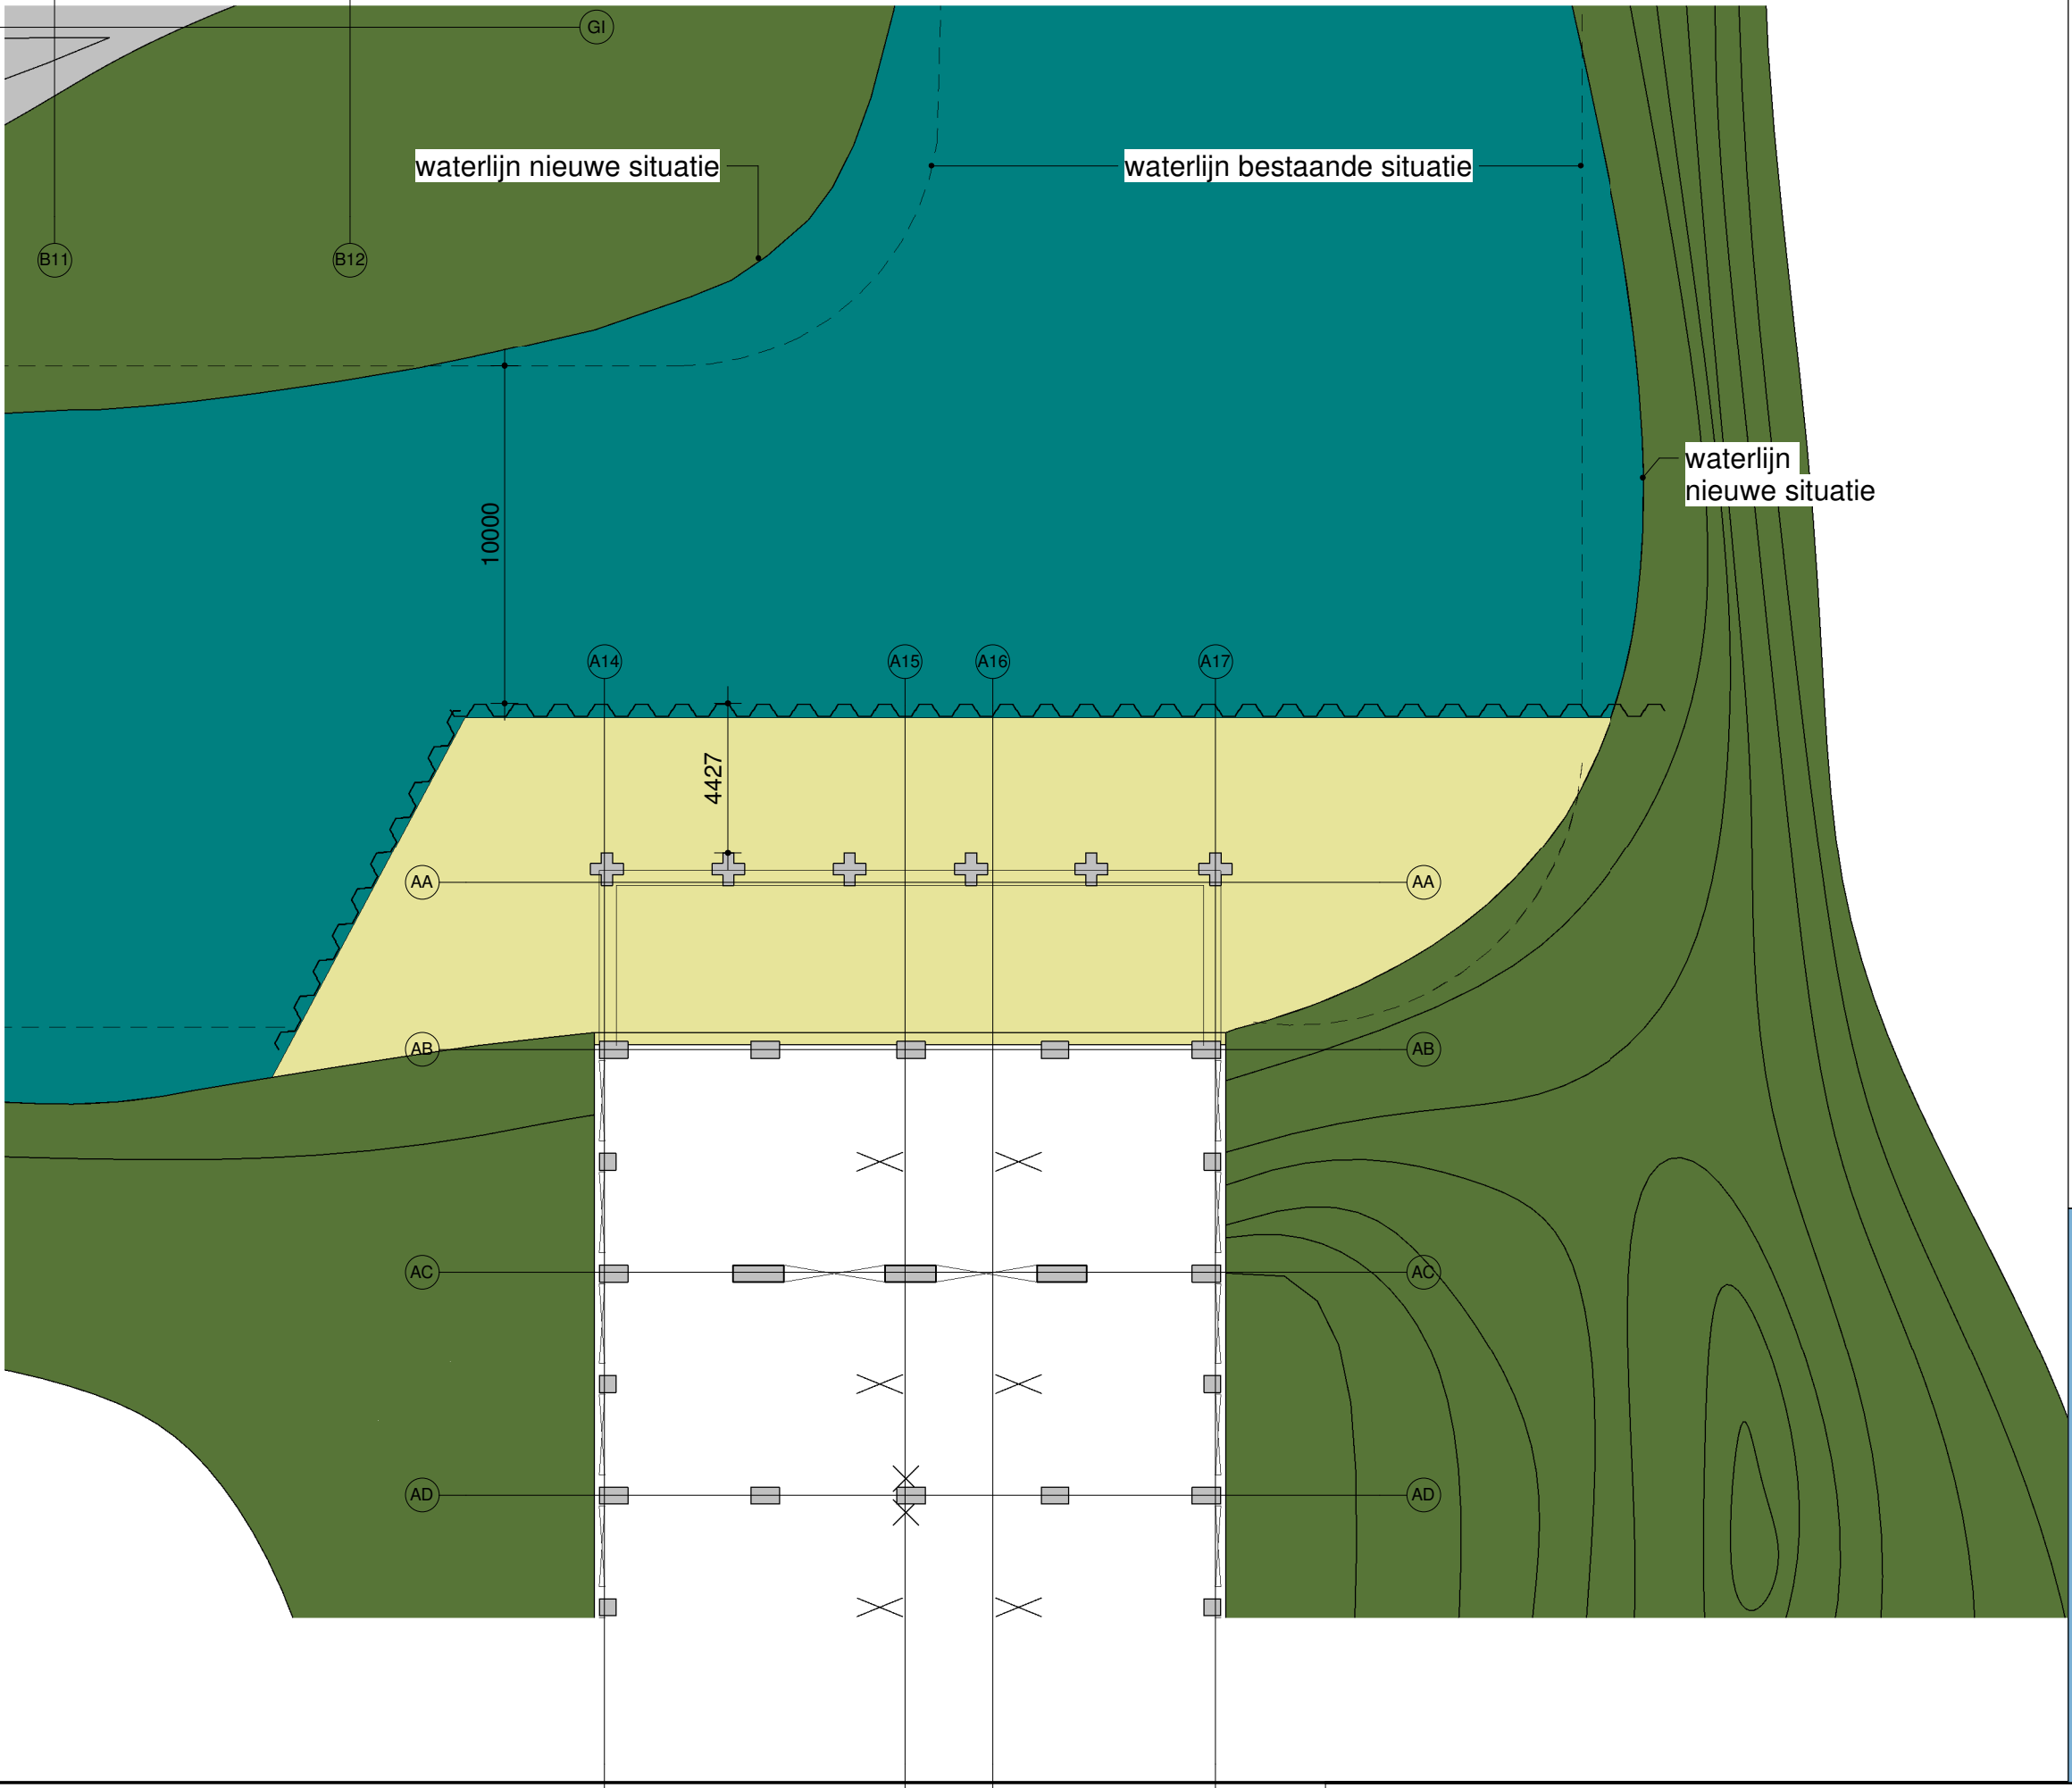 GI
waterlijn nieuwe situatie
waterlijn bestaande situatie
B11
B12
waterlijn
nieuwe situatie
10000
A14
A15
A16
A17
4427
AA
AA
AB
AB
AC
AC
AD
AD